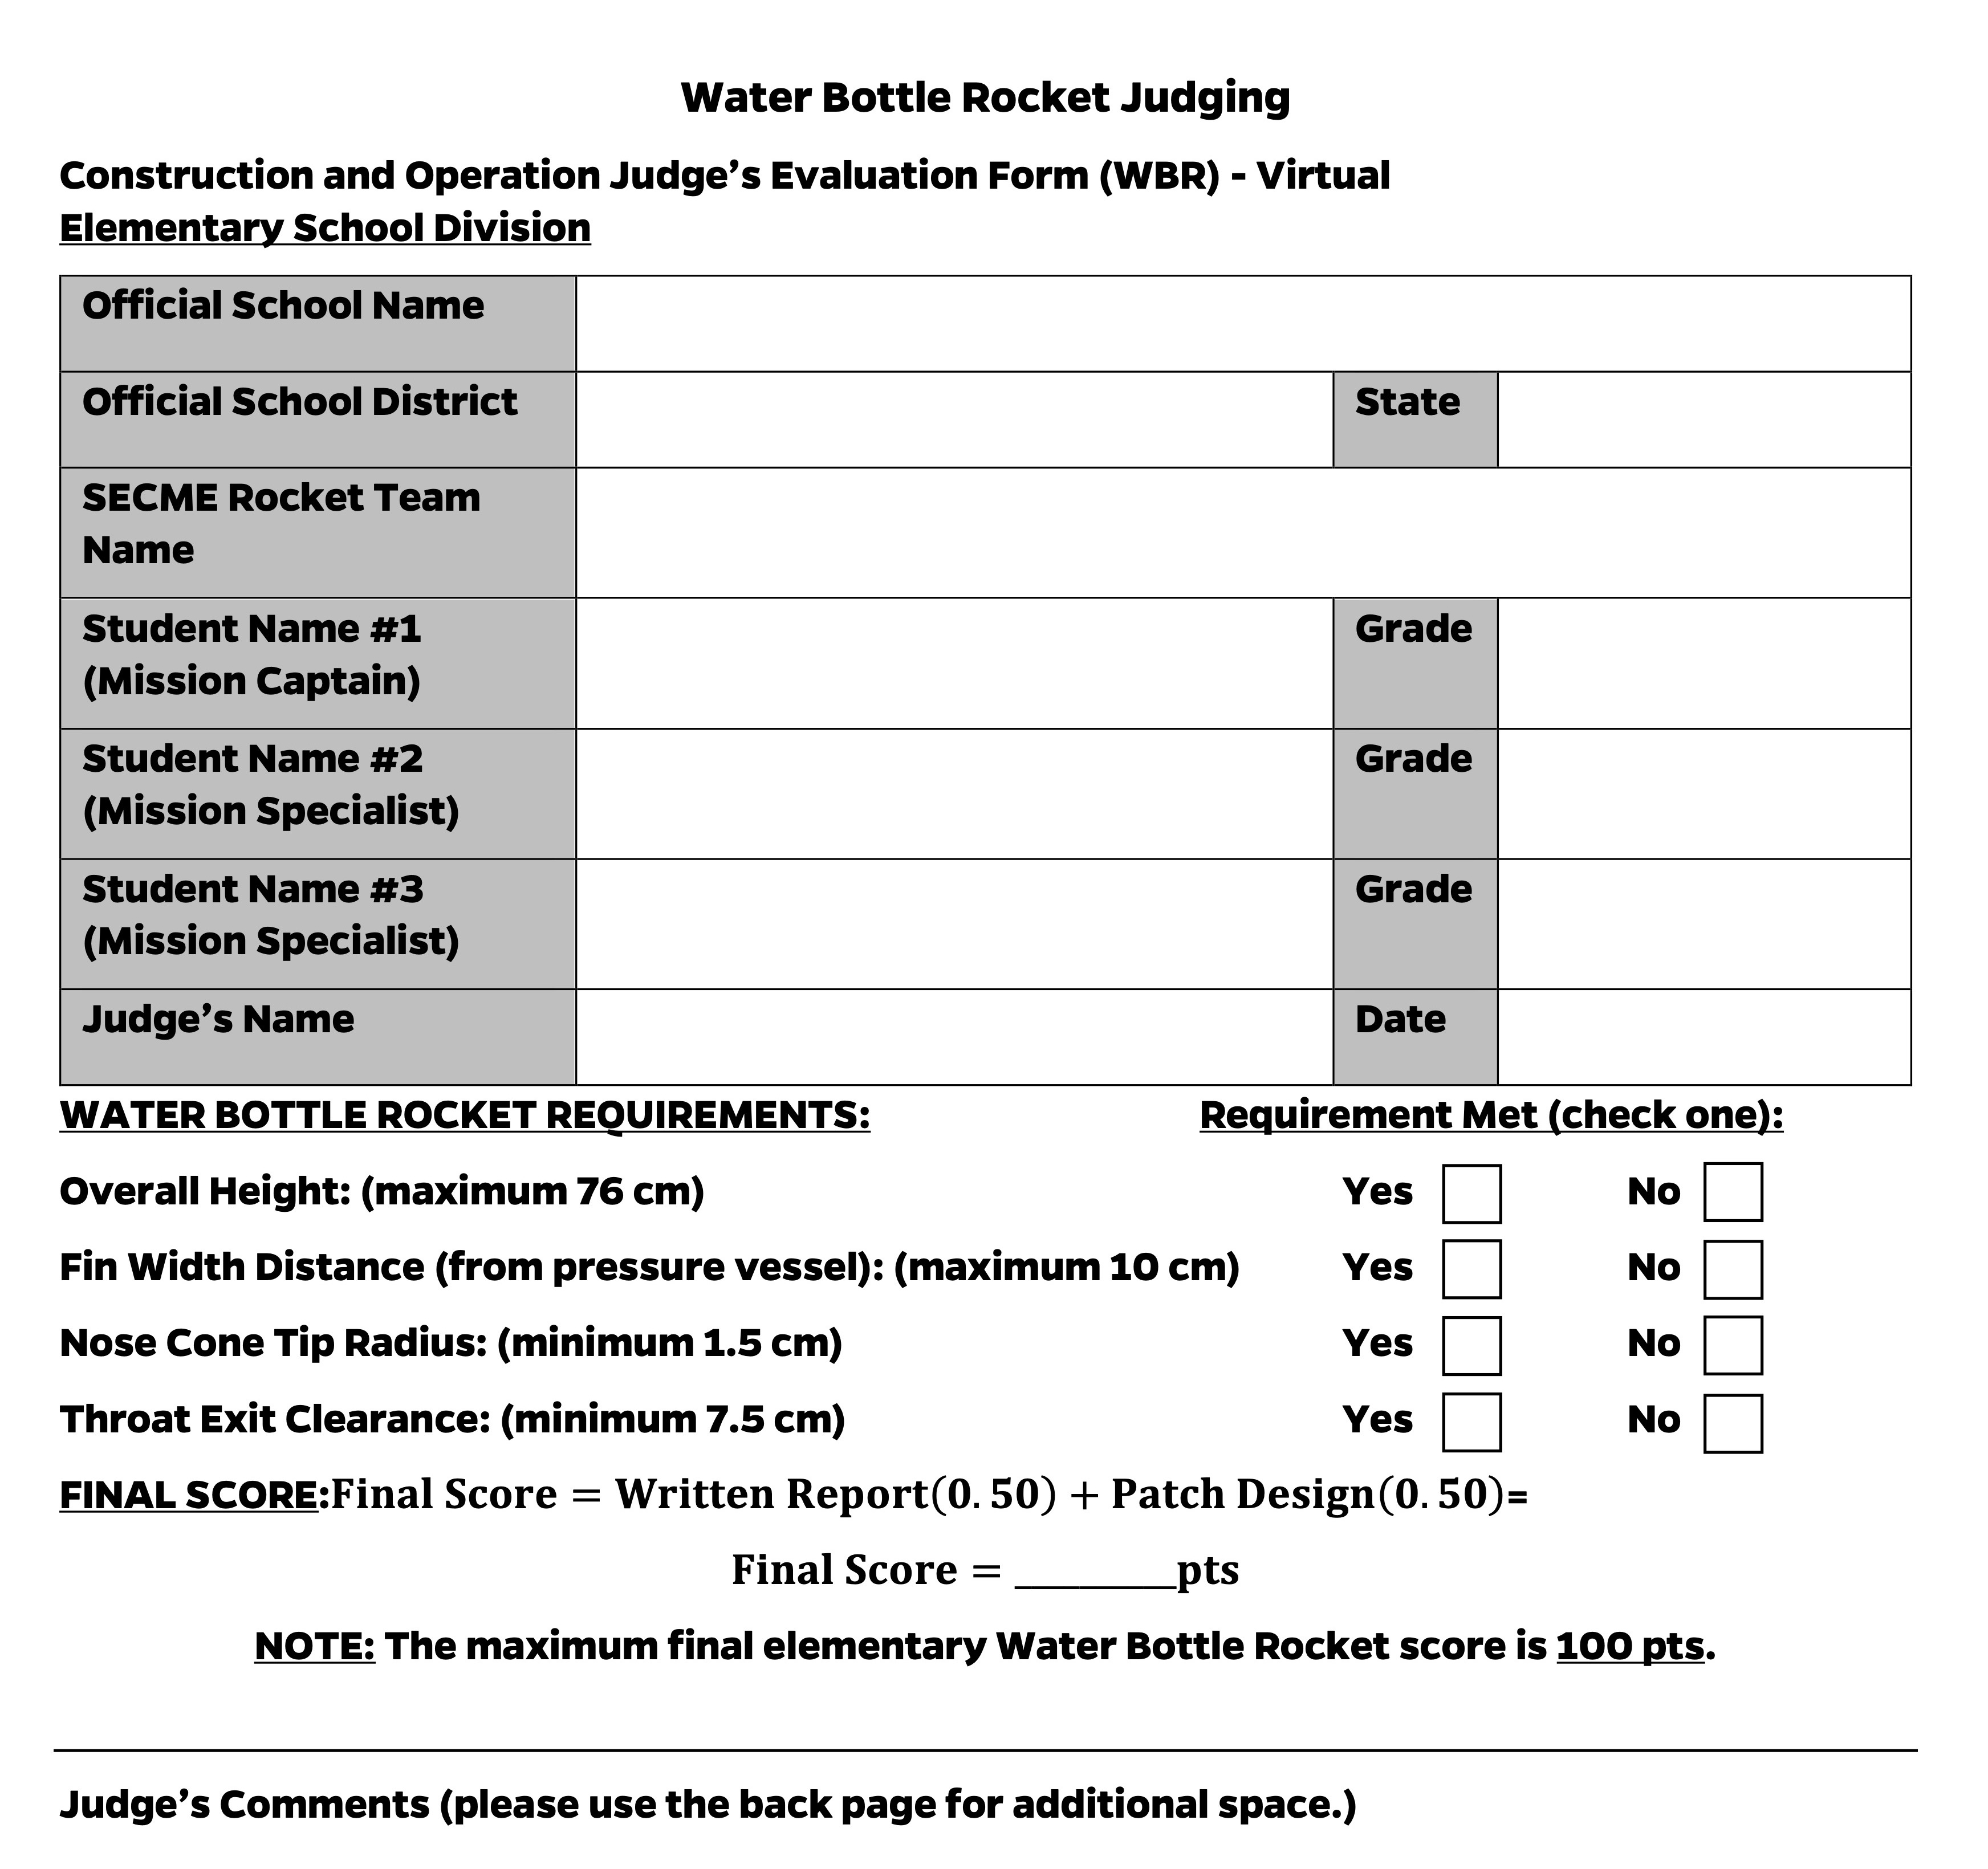 Water Bottle Rocket Judging
Construction and Operation Judge’s Evaluation Form (WBR) - Virtual
Elementary School Division
Official School Name
Official School District State
SECME Rocket Team
Name
Student Name #1 Grade
(Mission Captain)
Student Name #2 Grade
(Mission Specialist)
Student Name #3 Grade
(Mission Specialist)
Judge’s Name Date
WATER BOTTLE ROCKET REQUIREMENTS: Requirement Met (check one):
Overall Height: (maximum 76 cm) Yes No
Fin Width Distance (from pressure vessel): (maximum 10 cm) Yes No
Nose Cone Tip Radius: (minimum 1.5 cm) Yes No
Throat Exit Clearance: (minimum 7.5 cm) Yes No
FINAL SCORE:Final Score = Written Report(0.50) + Patch Design(0.50)=
Final Score = ________pts
NOTE: The maximum final elementary Water Bottle Rocket score is 100 pts.
Judge’s Comments (please use the back page for additional space.)